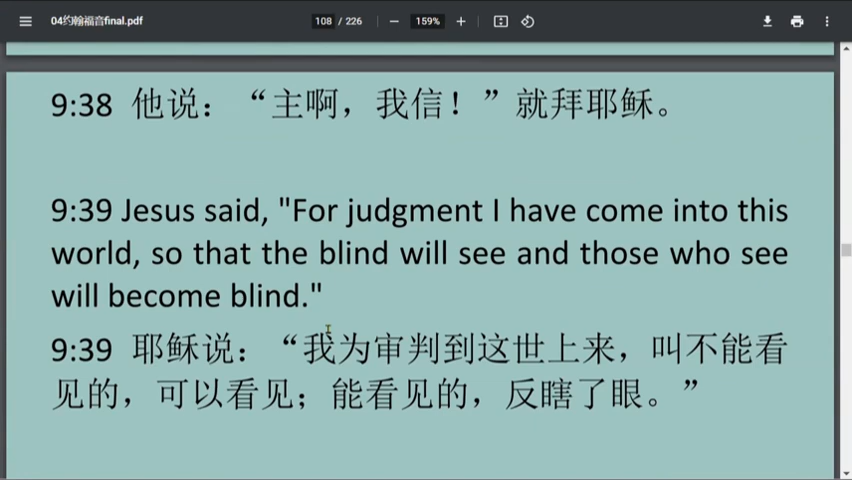 04约翰福音final.pdf
108 / 226
159%
9:38 他说：“主啊，我信！”就拜耶稣。
9:39 Jesus said, "For judgment I have come into this
world, so that the blind will see and those who see
will become blind."
9:39 耶稣说：“我为审判到这世上来，叫不能看
见的，可以看见；能看见的，反瞎了眼。”